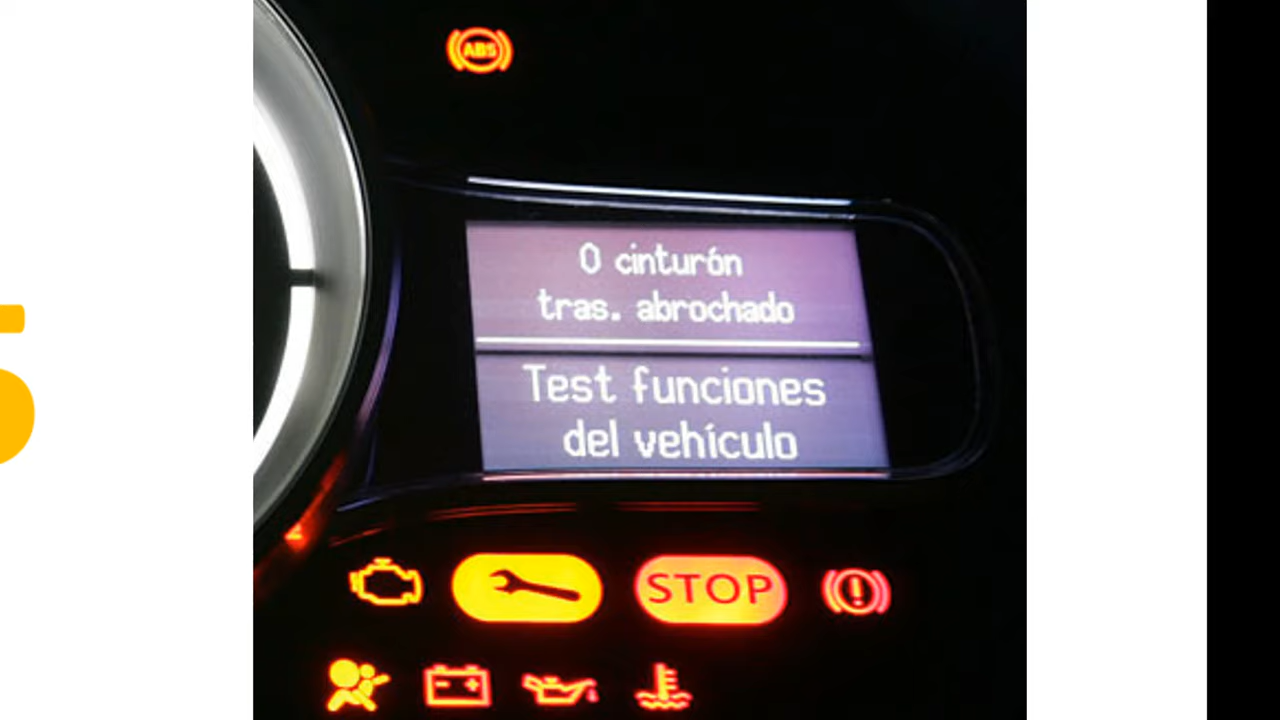 ABS
0 cinturón
tras. abrochado
Test funciones
del vehículo
STOP